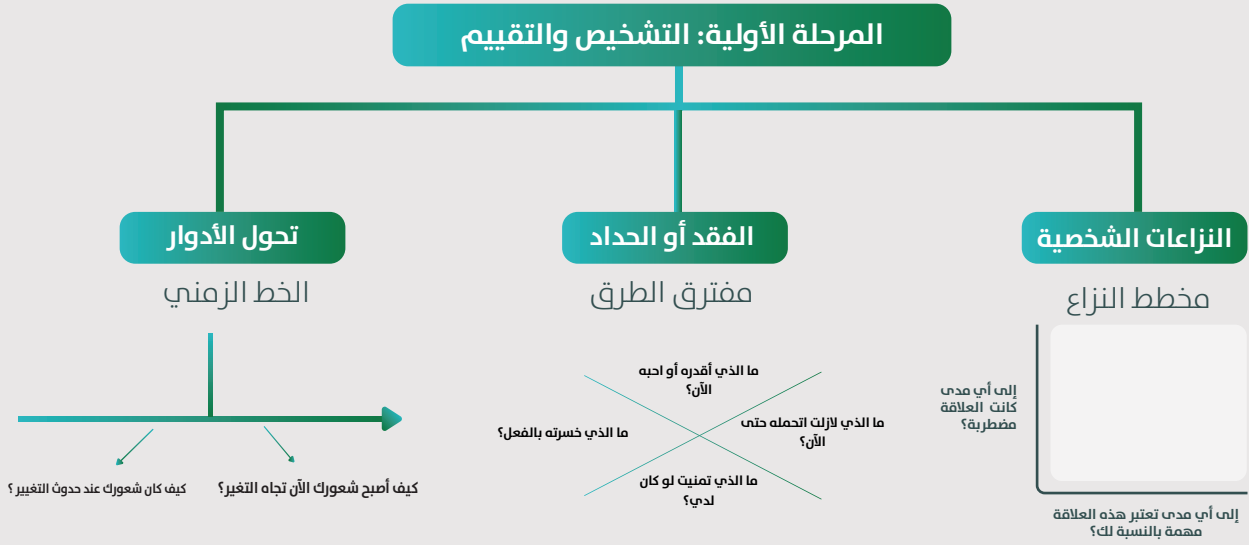 المرحلة الأولية: التشخيص والتقييم
النزاعات الشخصية
مخطط النزاع
إلى أي مدى
كانت العلاقة
مضطربة؟
إلى أي مدى تعتبر هذه العلاقة
مهمة بالنسبة لك؟
الفقد أو الحداد
مفترق الطرق
ما الذي أقدره أو احبه
الآن؟
ما الذي لازلت اتحمله حتى
الآن؟
ما الذي خسرته بالفعل؟
ما الذي تمنيت لو كان
لدي؟
تحول الأدوار
الخط الزمني
كيف أصبح شعورك الآن تجاه التغير؟
كيف كان شعورك عند حدوث التغيير ؟